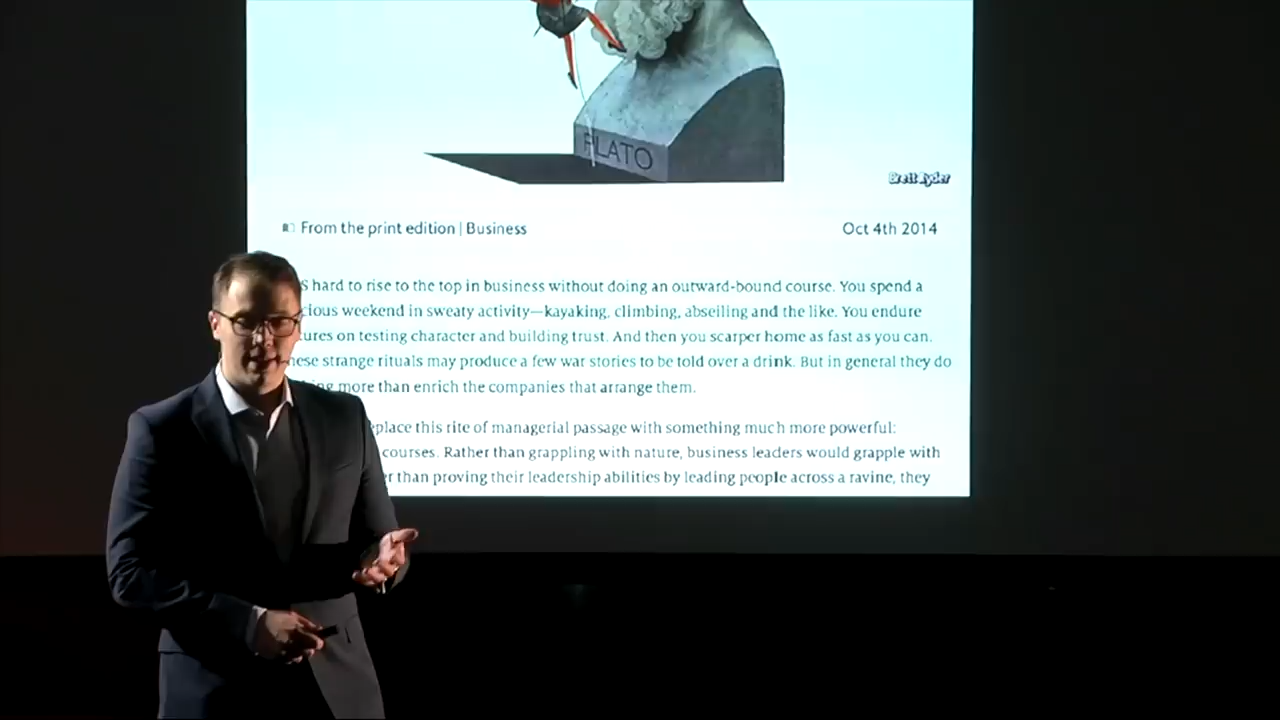 PLATO
Brett Ryder
From the print edition | Business
Oct 4th 2014
S hard to rise to the top in business without doing an outward-bound course. You spend a
cious weekend in sweaty activity—kayaking, climbing, abseiling and the like. You endure
tures on testing character and building trust. And then you scarper home as fast as you can.
hese strange rituals may produce a few war stories to be told over a drink. But in general they do
more than enrich the companies that arrange them.
eplace this rite of managerial passage with something much more powerful:
courses. Rather than grappling with nature, business leaders would grapple with
er than proving their leadership abilities by leading people across a ravine, they